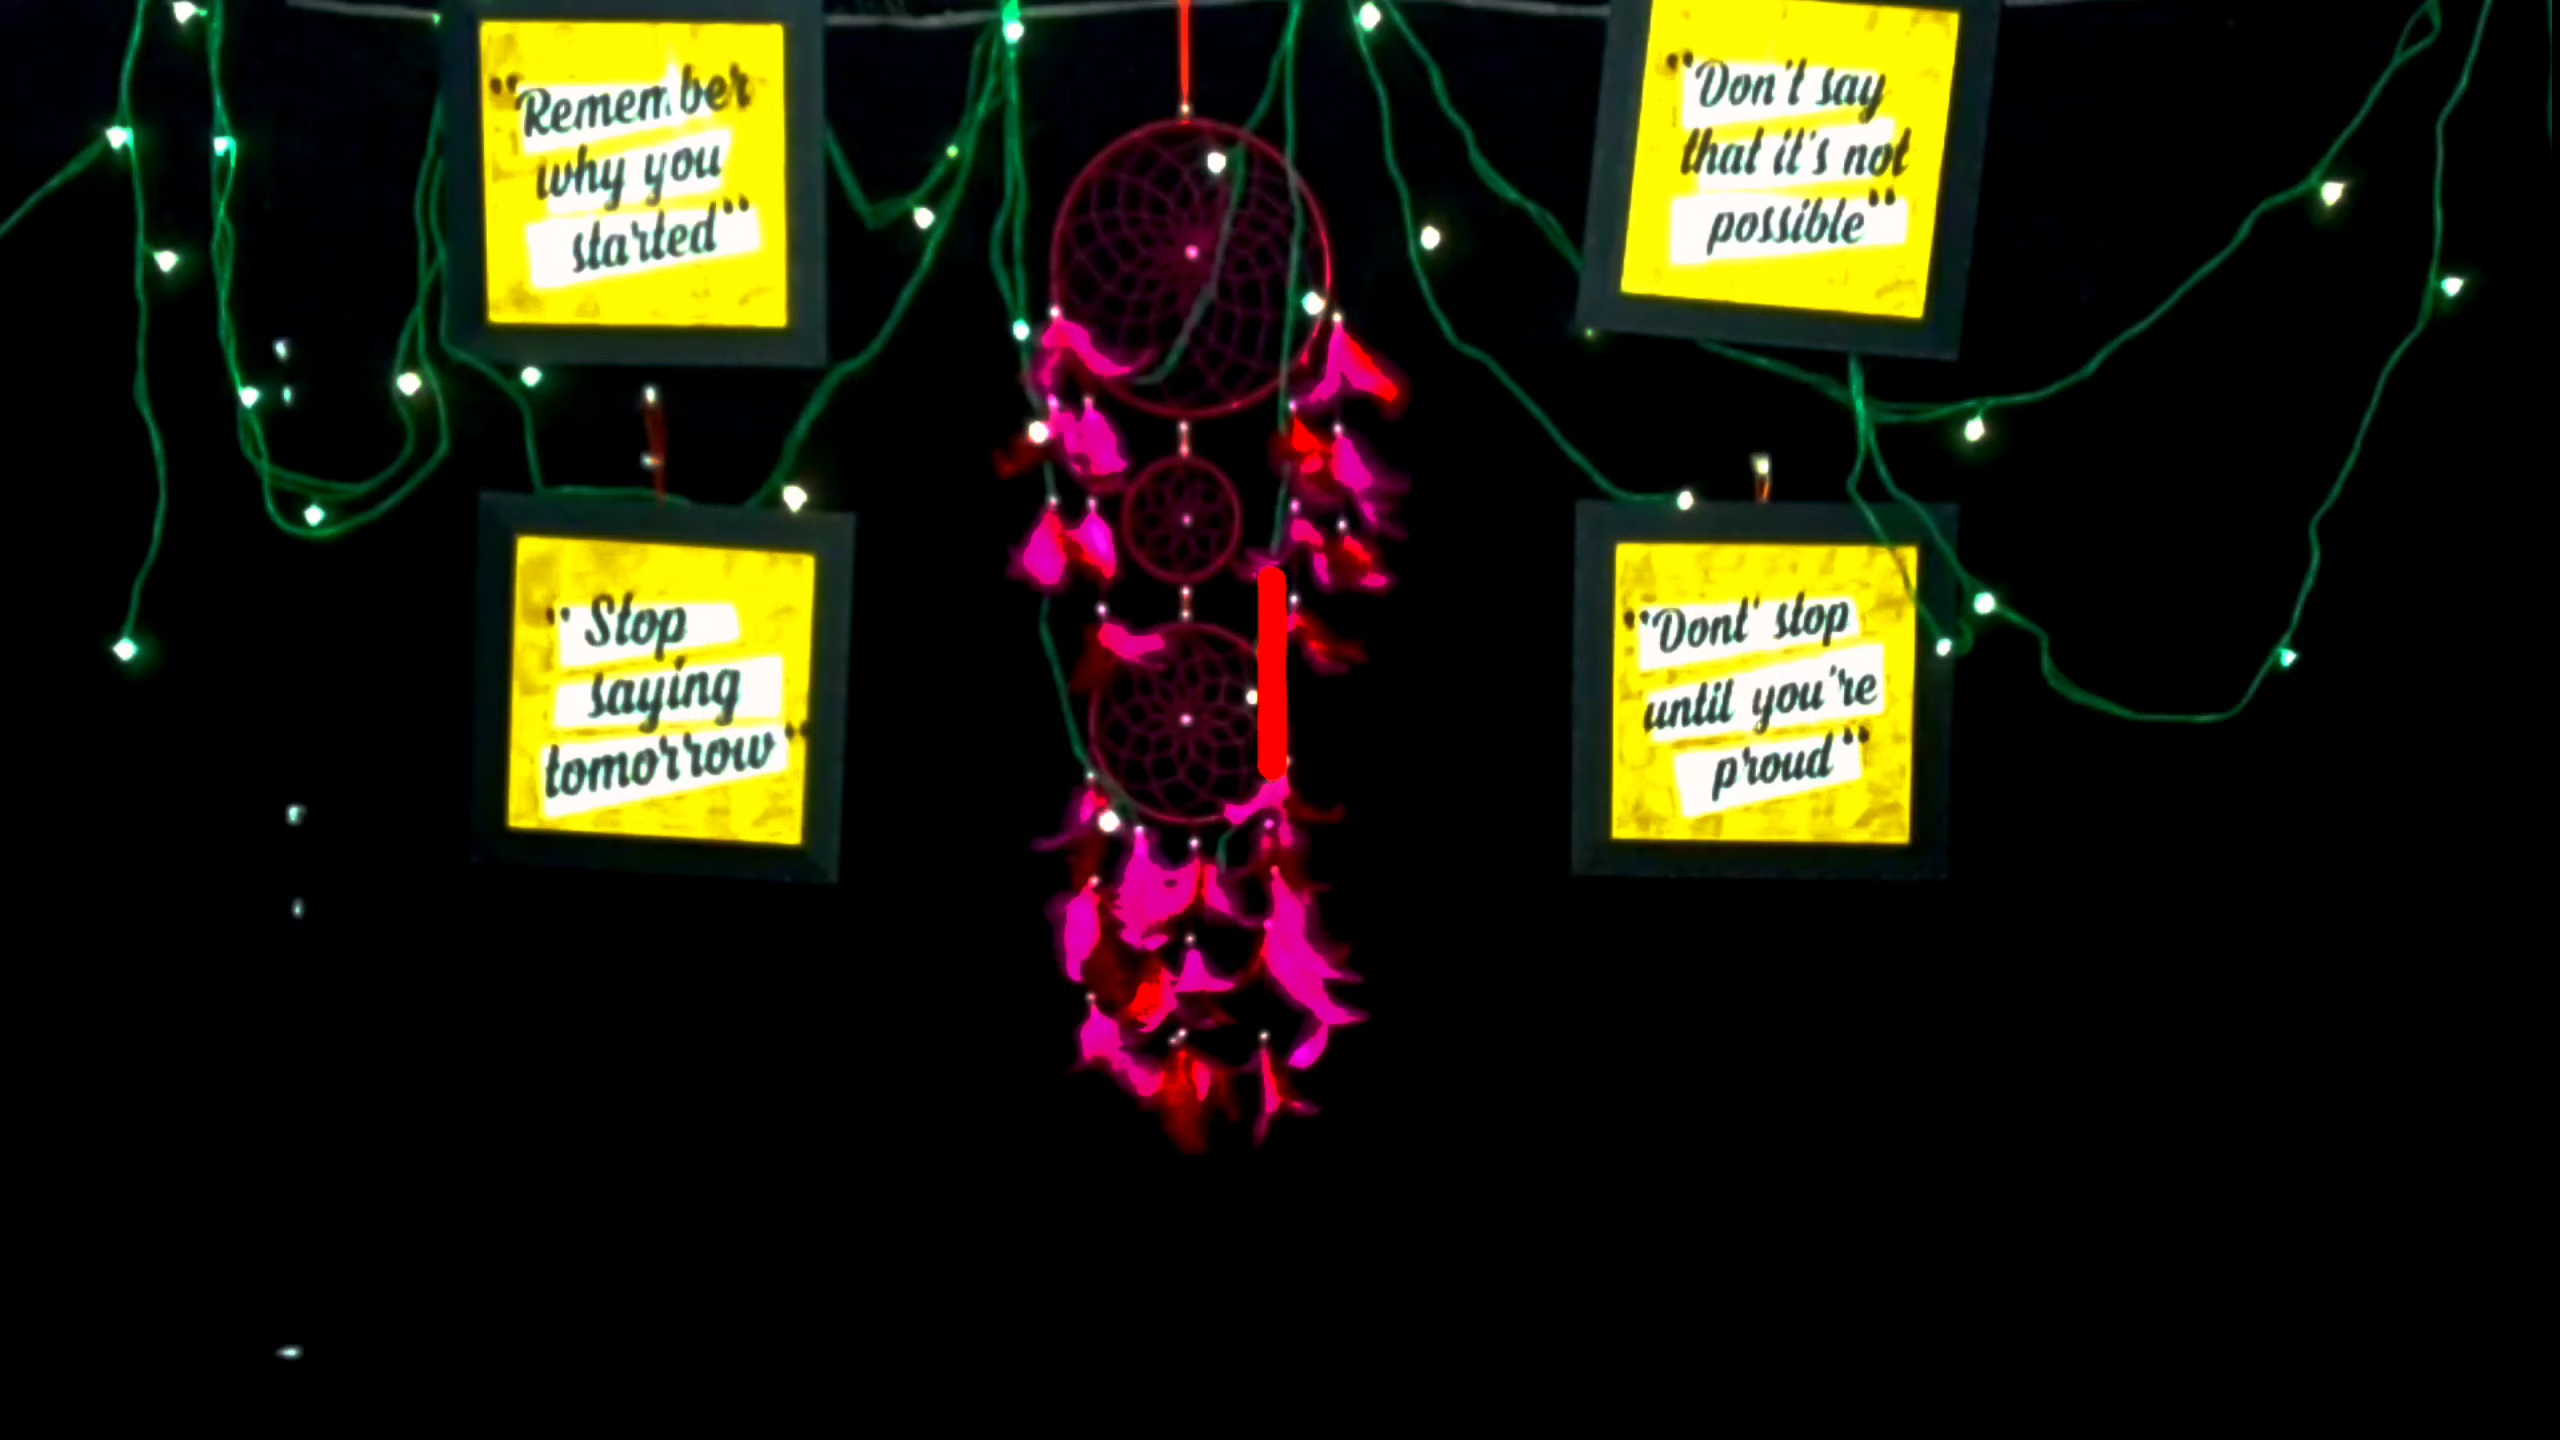 "Remember
why you
started"
"Don't say
that it's not
possible"
"Stop
saying
tomorrow"
"Dont' stop
until you're
proud"